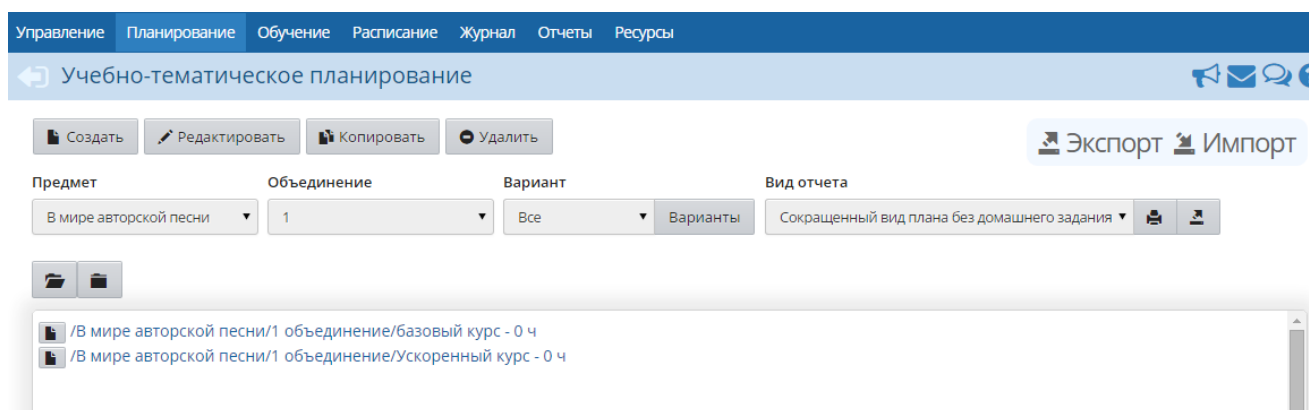 Управление Планирование Обучение Расписание Журнал Отчеты Ресурсы
Учебно-тематическое планирование
Создать Редактировать Копировать Удалить Экспорт Импорт
Предмет Объединение Вариант Вид отчета
В мире авторской песни 1 Все Варианты Сокращенный вид плана без домашнего задания
/В мире авторской песни/1 объединение/базовый курс - 0 ч
/В мире авторской песни/1 объединение/Ускоренный курс - 0 ч